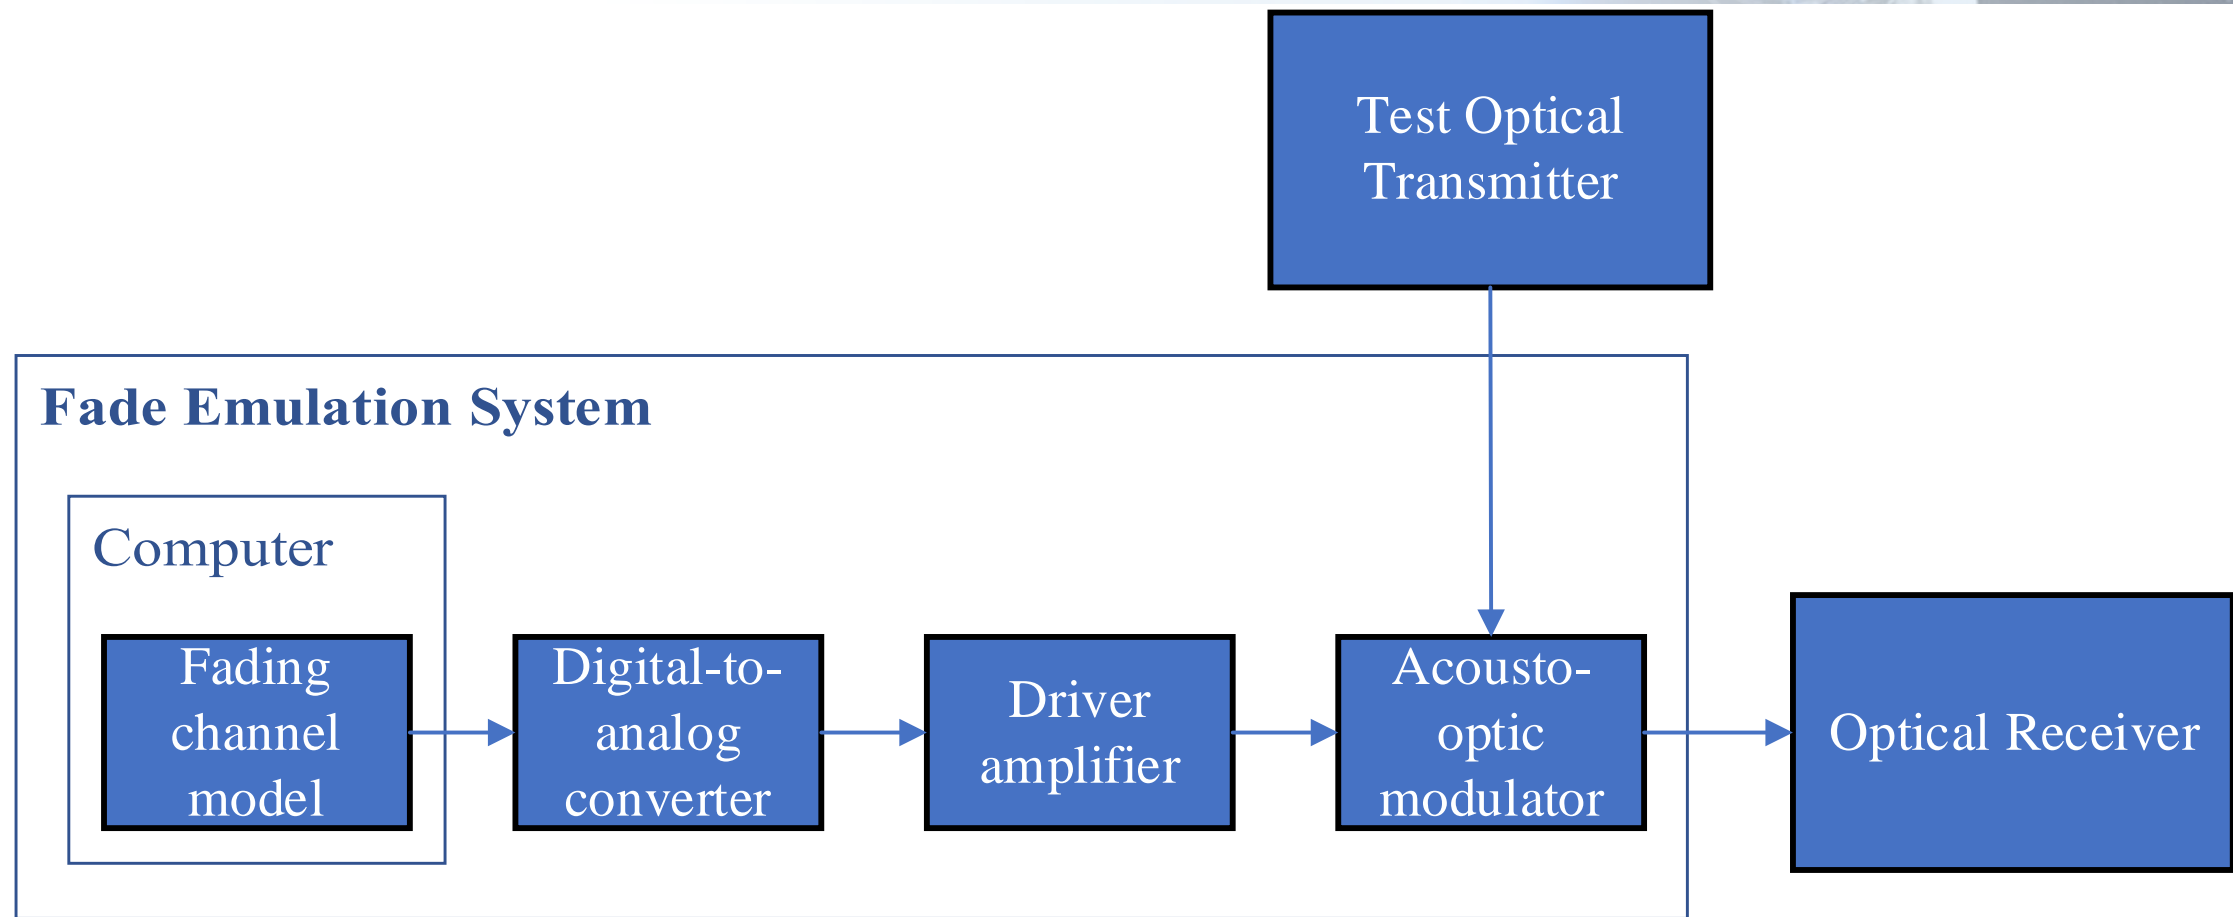 Test Optical
Transmitter
Fade Emulation System
Computer
Fading
channel
model
Digital-to-
analog
converter
Driver
amplifier
Acousto-
optic
modulator
Optical Receiver